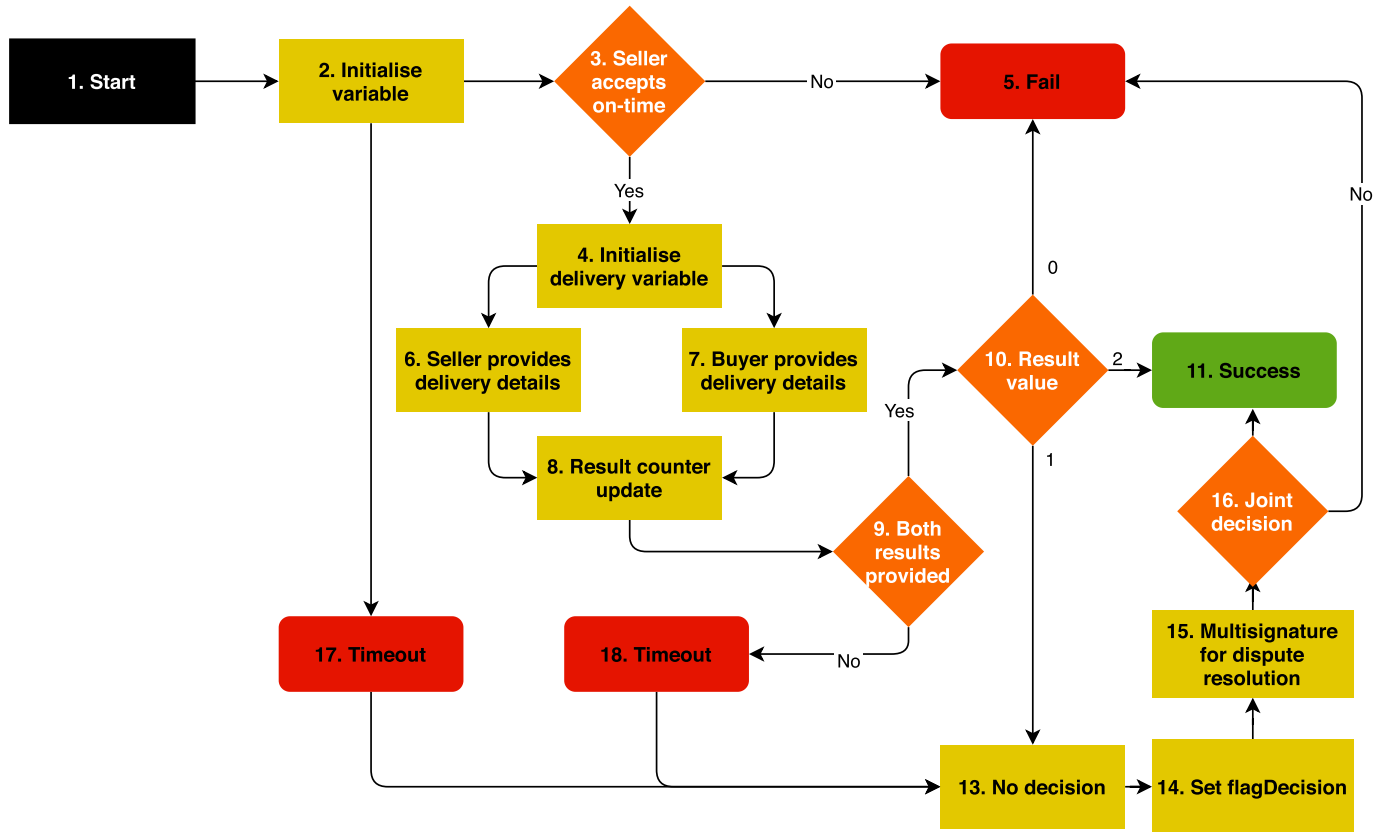 1. Start
2. Initialise
variable
3. Seller
accepts
on-time
No
5. Fail
Yes
No
4. Initialise
delivery variable
0
6. Seller provides
delivery details
7. Buyer provides
delivery details
10. Result
value
2
11. Success
Yes
8. Result counter
update
1
16. Joint
decision
9. Both
results
provided
17. Timeout
18. Timeout
No
15. Multisignature
for dispute
resolution
13. No decision
14. Set flagDecision